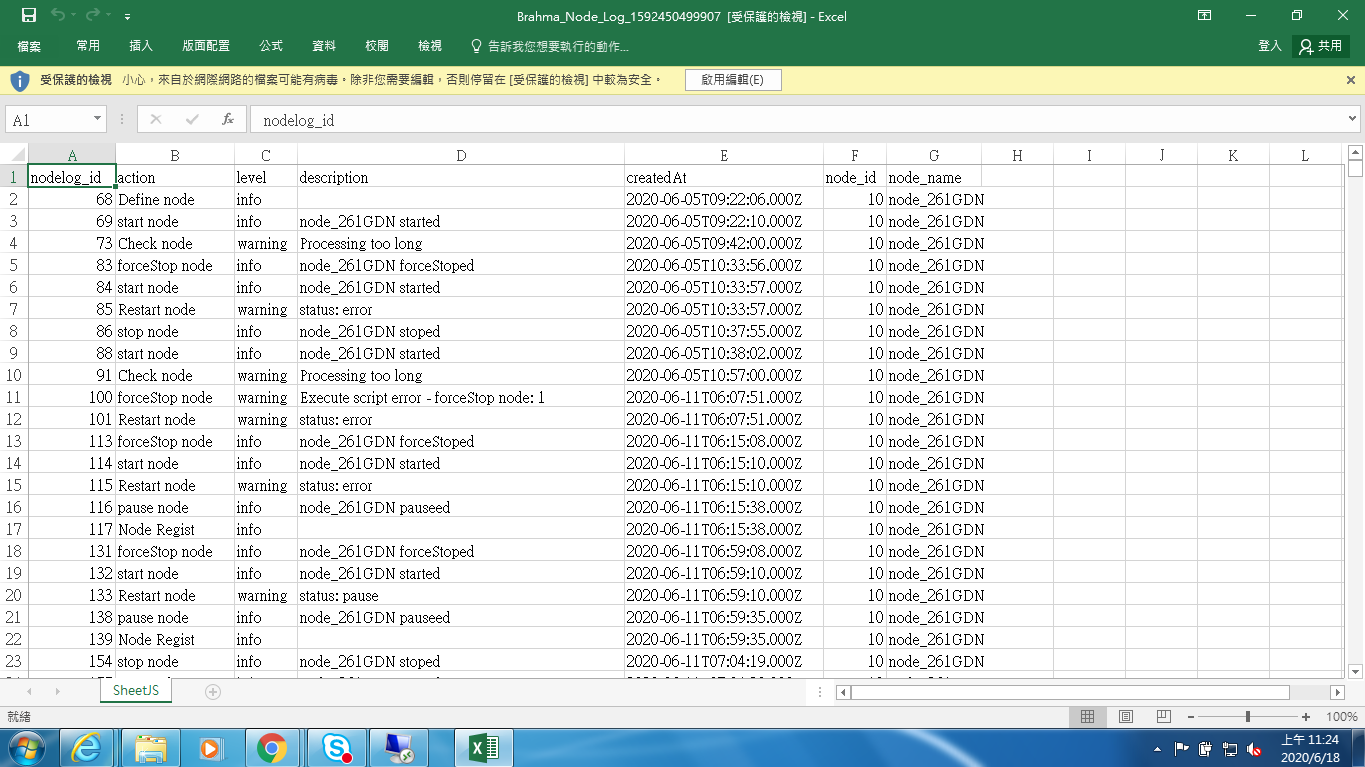 Brahma_Node_Log_1592450499907 [受保護的檢視] - Excel
檔案 常用 插入 版面配置 公式 資料 校閱 檢視 告訴我您想要執行的動作... 登入 共用
受保護的檢視 小心，來自於網際網路的檔案可能有病毒。除非您需要編輯，否則停留在 [受保護的檢視] 中較為安全。 啟用編輯(E)
A1 fx nodelog_id
A B C D E F G H I J K L
1 nodelog_id action level description createdAt node_id node_name
2 68 Define node info 2020-06-05T09:22:06.000Z 10 node_261GDN
3 69 start node info node_261GDN started 2020-06-05T09:22:10.000Z 10 node_261GDN
4 73 Check node warning Processing too long 2020-06-05T09:42:00.000Z 10 node_261GDN
5 83 forceStop node info node_261GDN forceStoped 2020-06-05T10:33:56.000Z 10 node_261GDN
6 84 start node info node_261GDN started 2020-06-05T10:33:57.000Z 10 node_261GDN
7 85 Restart node warning status: error 2020-06-05T10:33:57.000Z 10 node_261GDN
8 86 stop node info node_261GDN stoped 2020-06-05T10:37:55.000Z 10 node_261GDN
9 88 start node info node_261GDN started 2020-06-05T10:38:02.000Z 10 node_261GDN
10 91 Check node warning Processing too long 2020-06-05T10:57:00.000Z 10 node_261GDN
11 100 forceStop node warning Execute script error - forceStop node: 1 2020-06-11T06:07:51.000Z 10 node_261GDN
12 101 Restart node warning status: error 2020-06-11T06:07:51.000Z 10 node_261GDN
13 113 forceStop node info node_261GDN forceStoped 2020-06-11T06:15:08.000Z 10 node_261GDN
14 114 start node info node_261GDN started 2020-06-11T06:15:10.000Z 10 node_261GDN
15 115 Restart node warning status: error 2020-06-11T06:15:10.000Z 10 node_261GDN
16 116 pause node info node_261GDN pauseed 2020-06-11T06:15:38.000Z 10 node_261GDN
17 117 Node Regist info 2020-06-11T06:15:38.000Z 10 node_261GDN
18 131 forceStop node info node_261GDN forceStoped 2020-06-11T06:59:08.000Z 10 node_261GDN
19 132 start node info node_261GDN started 2020-06-11T06:59:10.000Z 10 node_261GDN
20 133 Restart node warning status: pause 2020-06-11T06:59:10.000Z 10 node_261GDN
21 138 pause node info node_261GDN pauseed 2020-06-11T06:59:35.000Z 10 node_261GDN
22 139 Node Regist info 2020-06-11T06:59:35.000Z 10 node_261GDN
23 154 stop node info node_261GDN stoped 2020-06-11T07:04:19.000Z 10 node_261GDN
SheetJS
就緒 100%
上午 11:24
2020/6/18